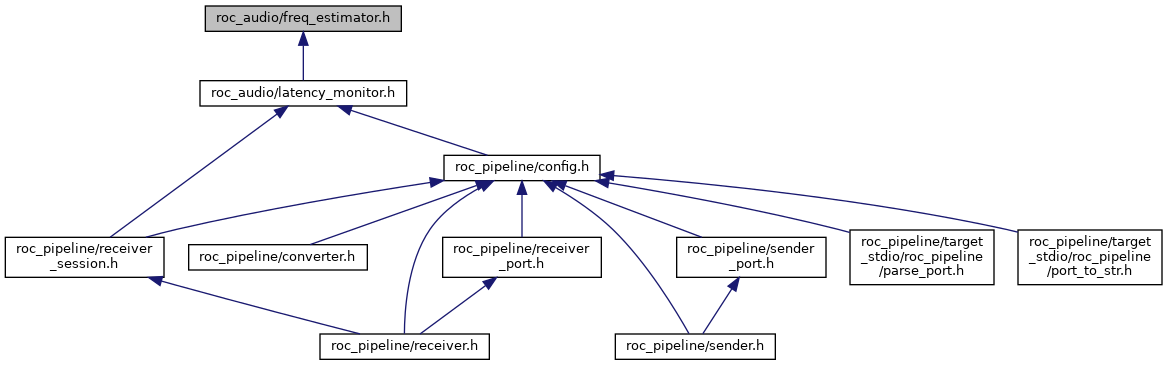 roc_audio/freq_estimator.h
roc_audio/latency_monitor.h
roc_pipeline/config.h
roc_pipeline/receiver
_session.h
roc_pipeline/converter.h
roc_pipeline/receiver
_port.h
roc_pipeline/sender
_port.h
roc_pipeline/target
_stdio/roc_pipeline
/parse_port.h
roc_pipeline/target
_stdio/roc_pipeline
/port_to_str.h
roc_pipeline/receiver.h
roc_pipeline/sender.h